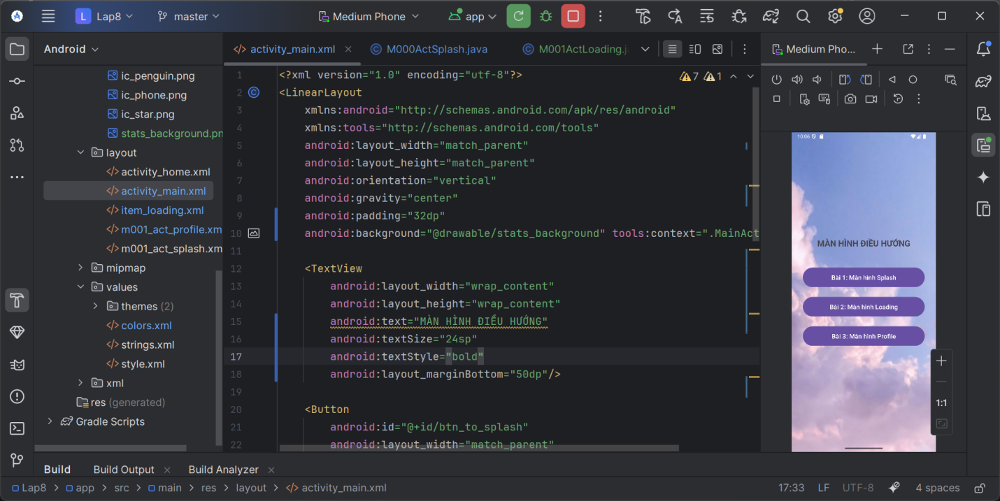 L Lap8 master Medium Phone app
Android
activity_main.xml M000ActSplash.java M001ActLoading.j
Medium Pho...
ic_penguin.png
ic_phone.png
ic_star.png
stats_background.pn
layout
activity_home.xml
activity_main.xml
item_loading.xml
m001_act_profile.xm
m001_act_splash.xm
mipmap
values
themes (2)
colors.xml
strings.xml
style.xml
xml
res (generated)
Gradle Scripts
7 1
1 <?xml version="1.0" encoding="utf-8"?>
2 <LinearLayout
3 xmlns:android="http://schemas.android.com/apk/res/android"
4 xmlns:tools="http://schemas.android.com/tools"
5 android:layout_width="match_parent"
6 android:layout_height="match_parent"
7 android:orientation="vertical"
8 android:gravity="center"
9 android:padding="32dp"
10 android:background="@drawable/stats_background" tools:context=".MainAct
11
12 <TextView
13 android:layout_width="wrap_content"
14 android:layout_height="wrap_content"
15 android:text="MÀN HÌNH ĐIỀU HƯỚNG"
16 android:textSize="24sp"
17 android:textStyle="bold"
18 android:layout_marginBottom="50dp"/>
19
20 <Button
21 android:id="@+id/btn_to_splash"
22 android:layout_width="match_parent"
10:06
MÀN HÌNH ĐIỀU HƯỚNG
Bài 1: Màn hình Splash
Bài 2: Màn hình Loading
Bài 3: Màn hình Profile
1:1
Build Build Output Build Analyzer
Lap8 > app > src > main > res > layout > activity_main.xml
17:33 LF UTF-8 4 spaces